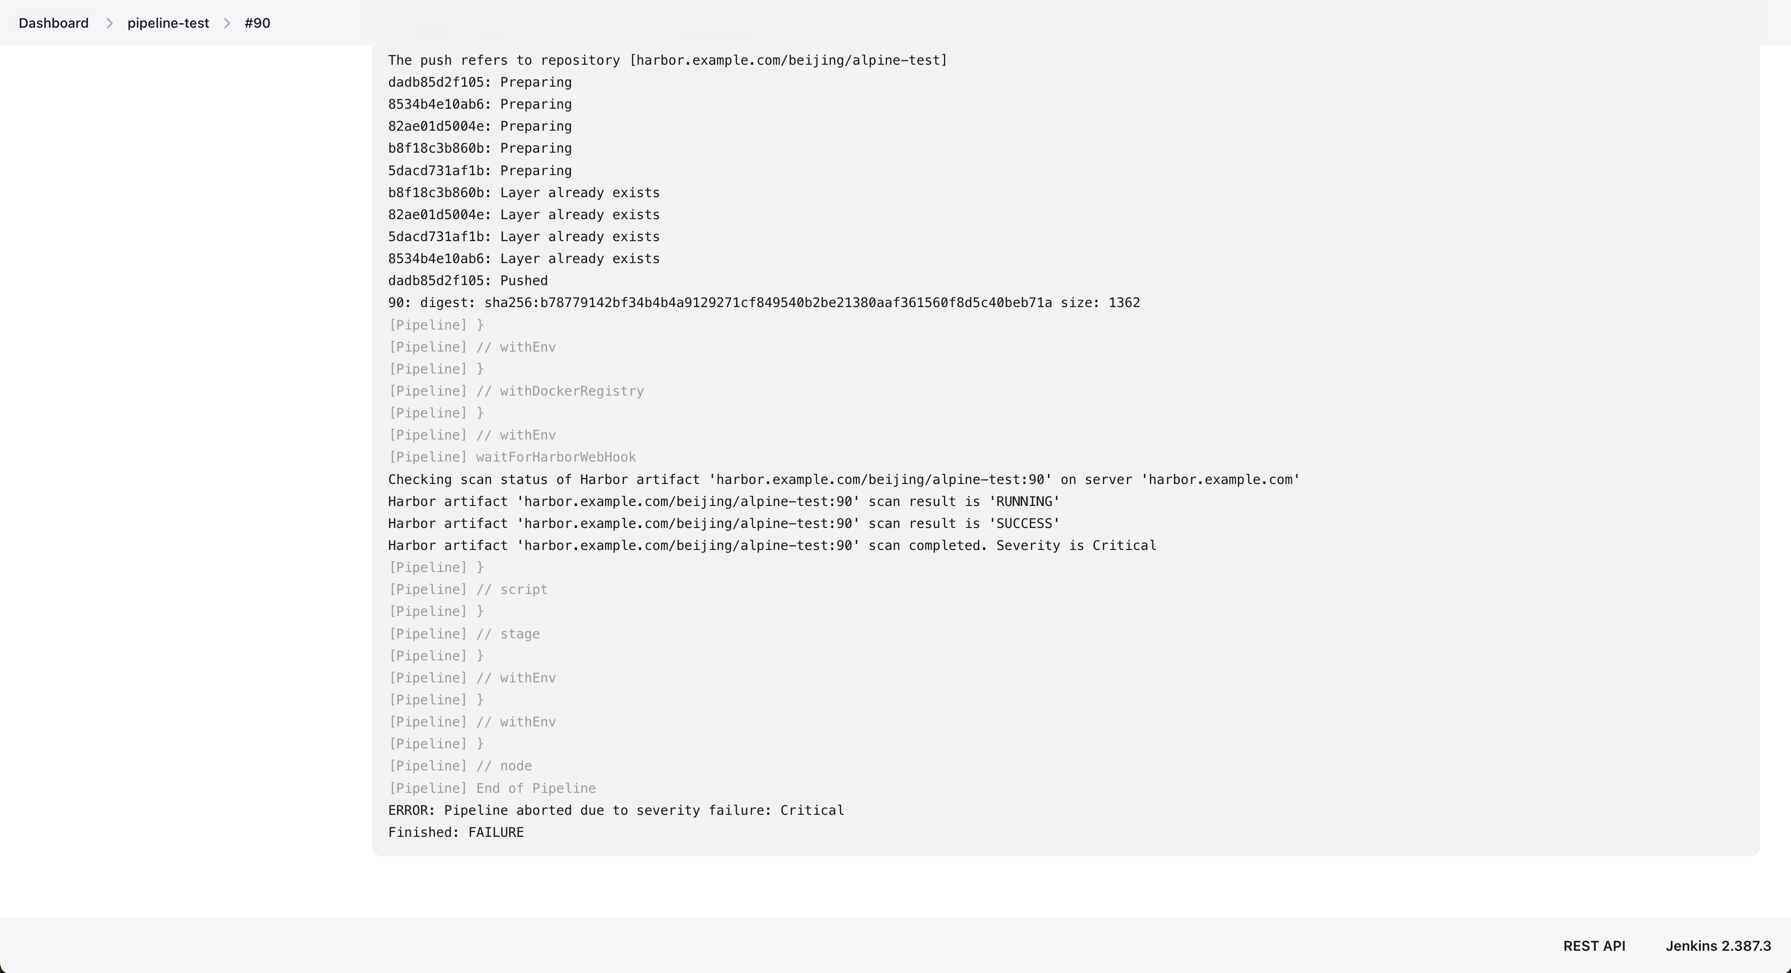 Dashboard > pipeline-test > #90
The push refers to repository [harbor.example.com/beijing/alpine-test]
dadb85d2f105: Preparing
8534b4e10ab6: Preparing
82ae01d5004e: Preparing
b8f18c3b860b: Preparing
5dacd731af1b: Preparing
b8f18c3b860b: Layer already exists
82ae01d5004e: Layer already exists
5dacd731af1b: Layer already exists
8534b4e10ab6: Layer already exists
dadb85d2f105: Pushed
90: digest: sha256:b78779142bf34b4b4a9129271cf849540b2be21380aaf361560f8d5c40beb71a size: 1362
[Pipeline] }
[Pipeline] // withEnv
[Pipeline] }
[Pipeline] // withDockerRegistry
[Pipeline] }
[Pipeline] // withEnv
[Pipeline] waitForHarborWebHook
Checking scan status of Harbor artifact 'harbor.example.com/beijing/alpine-test:90' on server 'harbor.example.com'
Harbor artifact 'harbor.example.com/beijing/alpine-test:90' scan result is 'RUNNING'
Harbor artifact 'harbor.example.com/beijing/alpine-test:90' scan result is 'SUCCESS'
Harbor artifact 'harbor.example.com/beijing/alpine-test:90' scan completed. Severity is Critical
[Pipeline] }
[Pipeline] // script
[Pipeline] }
[Pipeline] // stage
[Pipeline] }
[Pipeline] // withEnv
[Pipeline] }
[Pipeline] // withEnv
[Pipeline] }
[Pipeline] // node
[Pipeline] End of Pipeline
ERROR: Pipeline aborted due to severity failure: Critical
Finished: FAILURE
REST API Jenkins 2.387.3